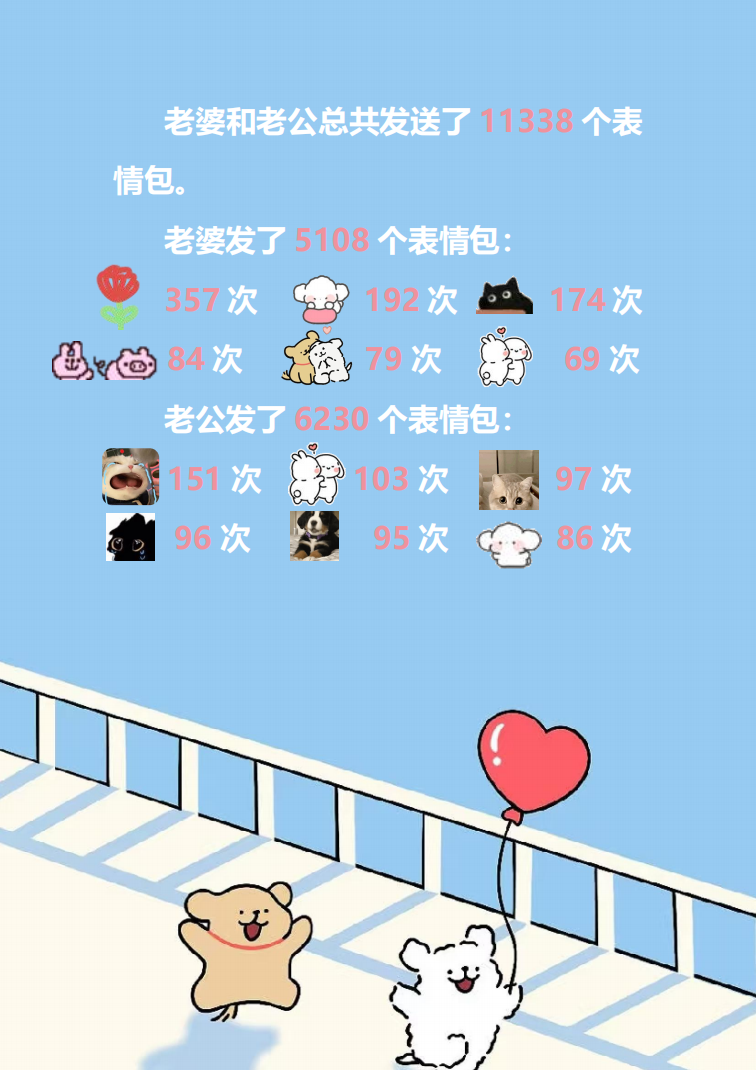 老婆和老公总共发送了 11338 个表
情包。
老婆发了 5108 个表情包：
357 次 192 次 174 次
84 次 79 次 69 次
老公发了 6230 个表情包：
151 次 103 次 97 次
96 次 95 次 86 次